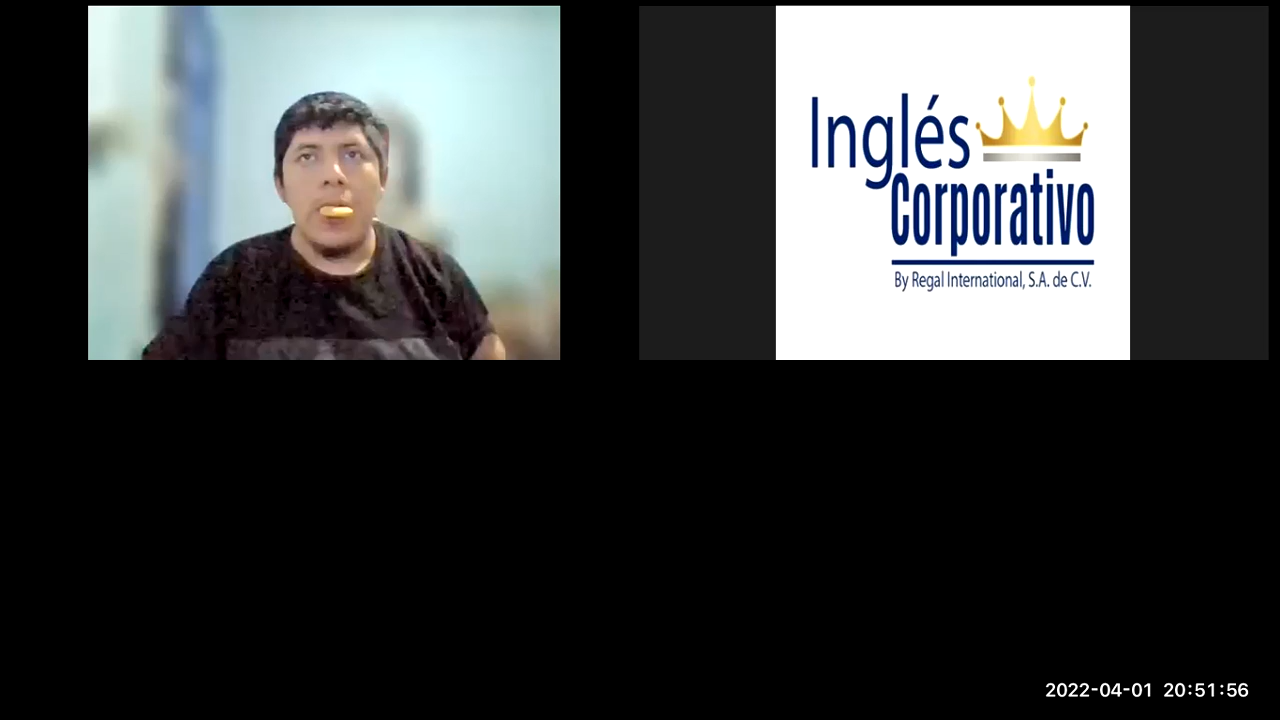 Inglés
Corporativo
By Regal International, S.A. de C.V.
2022-04-01 20:51:56